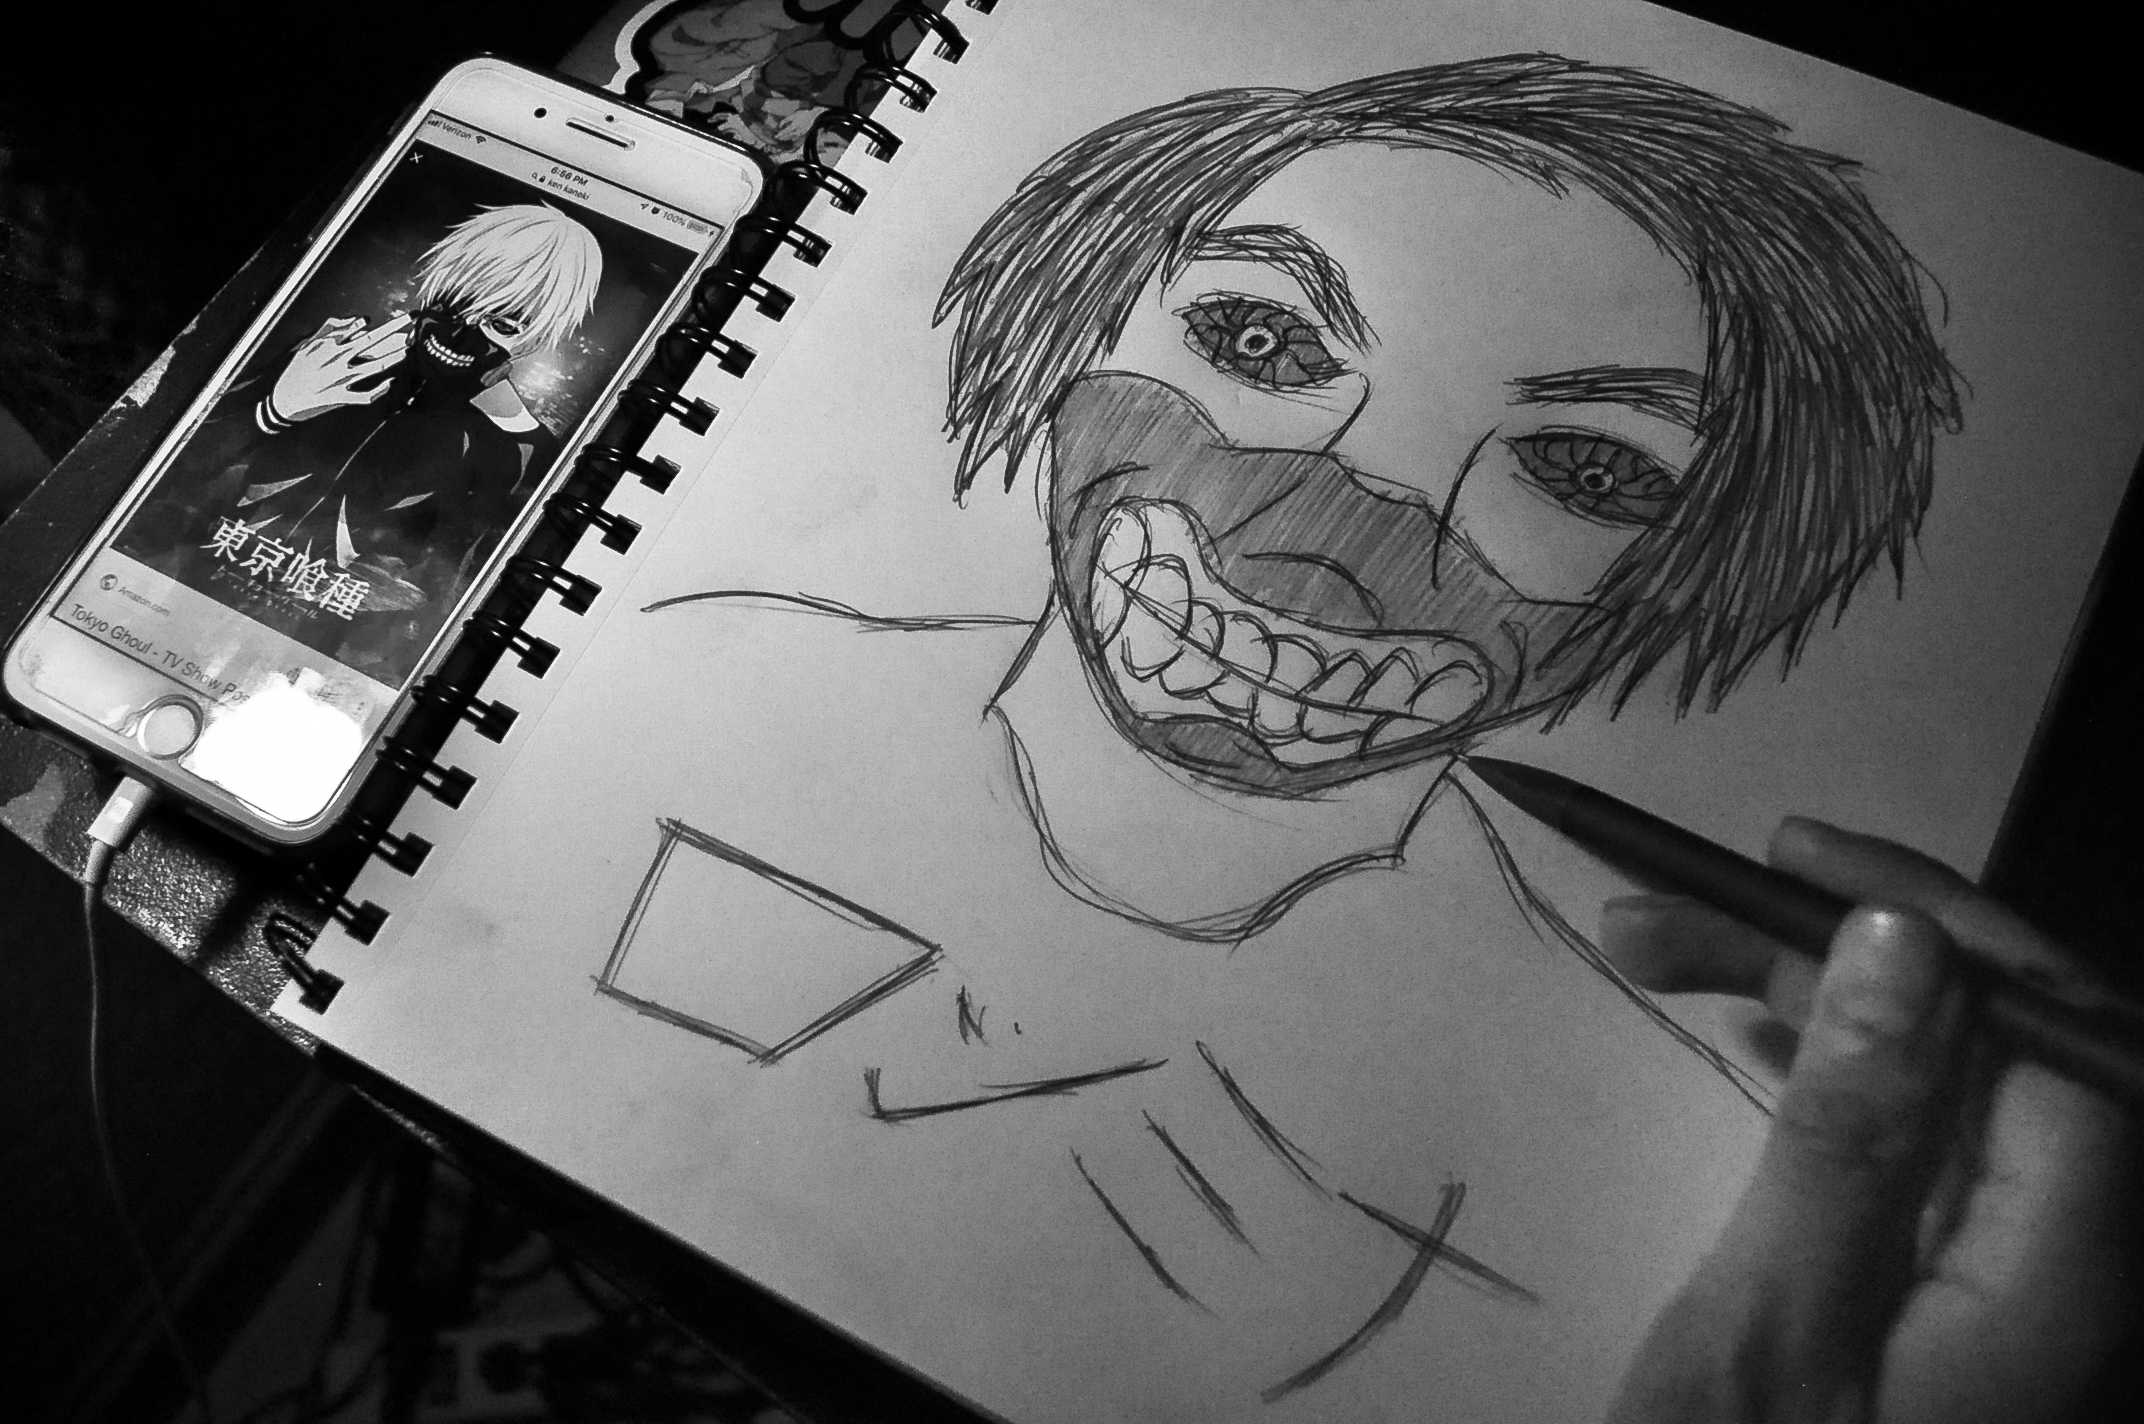 Verizon
6:56 PM
ken kaneki
100%
東京喰種
Amazon.com
Tokyo Ghoul - TV Show Pos
N.